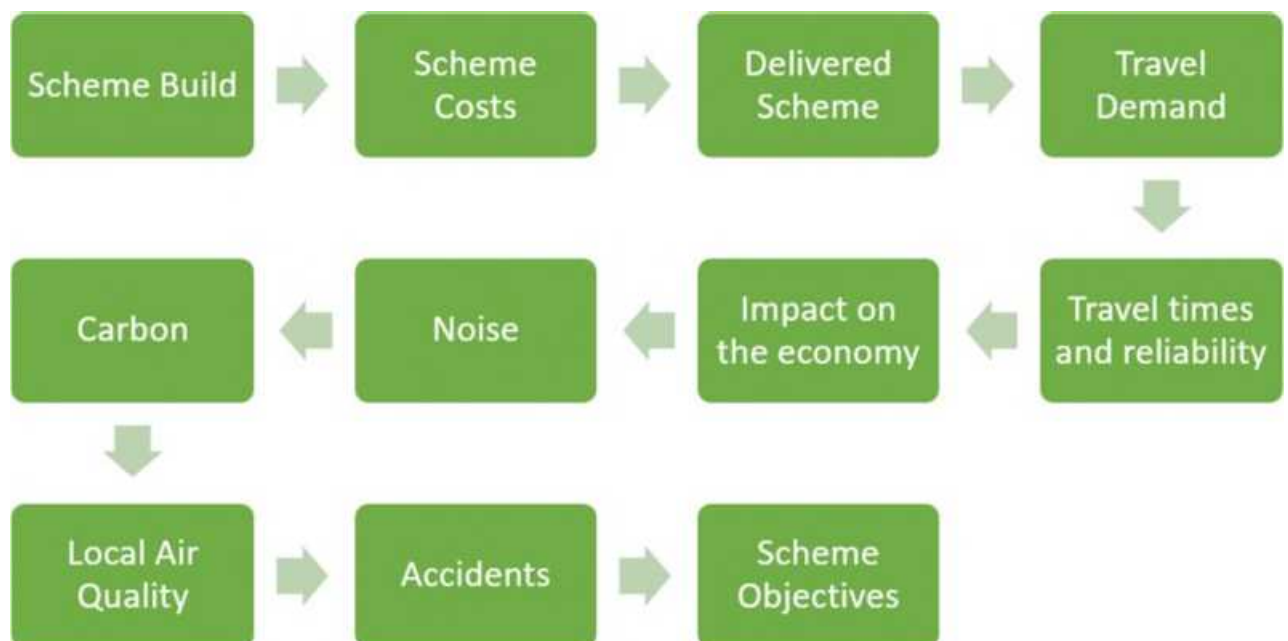 Scheme Build
Scheme
Costs
Delivered
Scheme
Travel
Demand
Travel times
and reliability
Impact on
the economy
Noise
Carbon
Local Air
Quality
Accidents
Scheme
Objectives